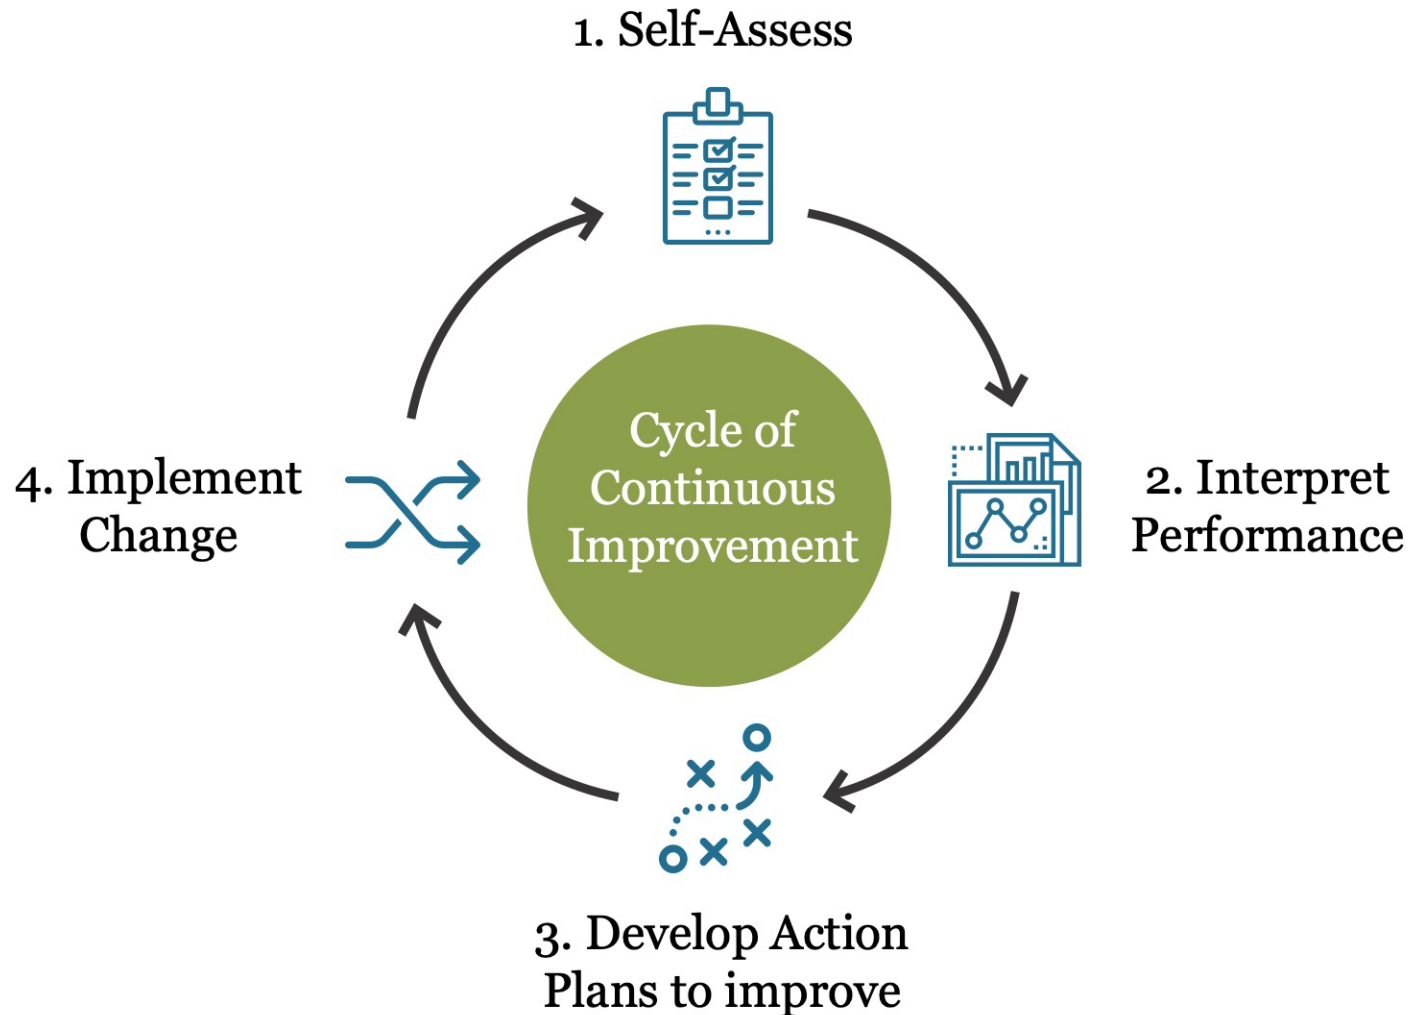 1. Self-Assess
Cycle of
Continuous
Improvement
2. Interpret
Performance
3. Develop Action
Plans to improve
4. Implement
Change